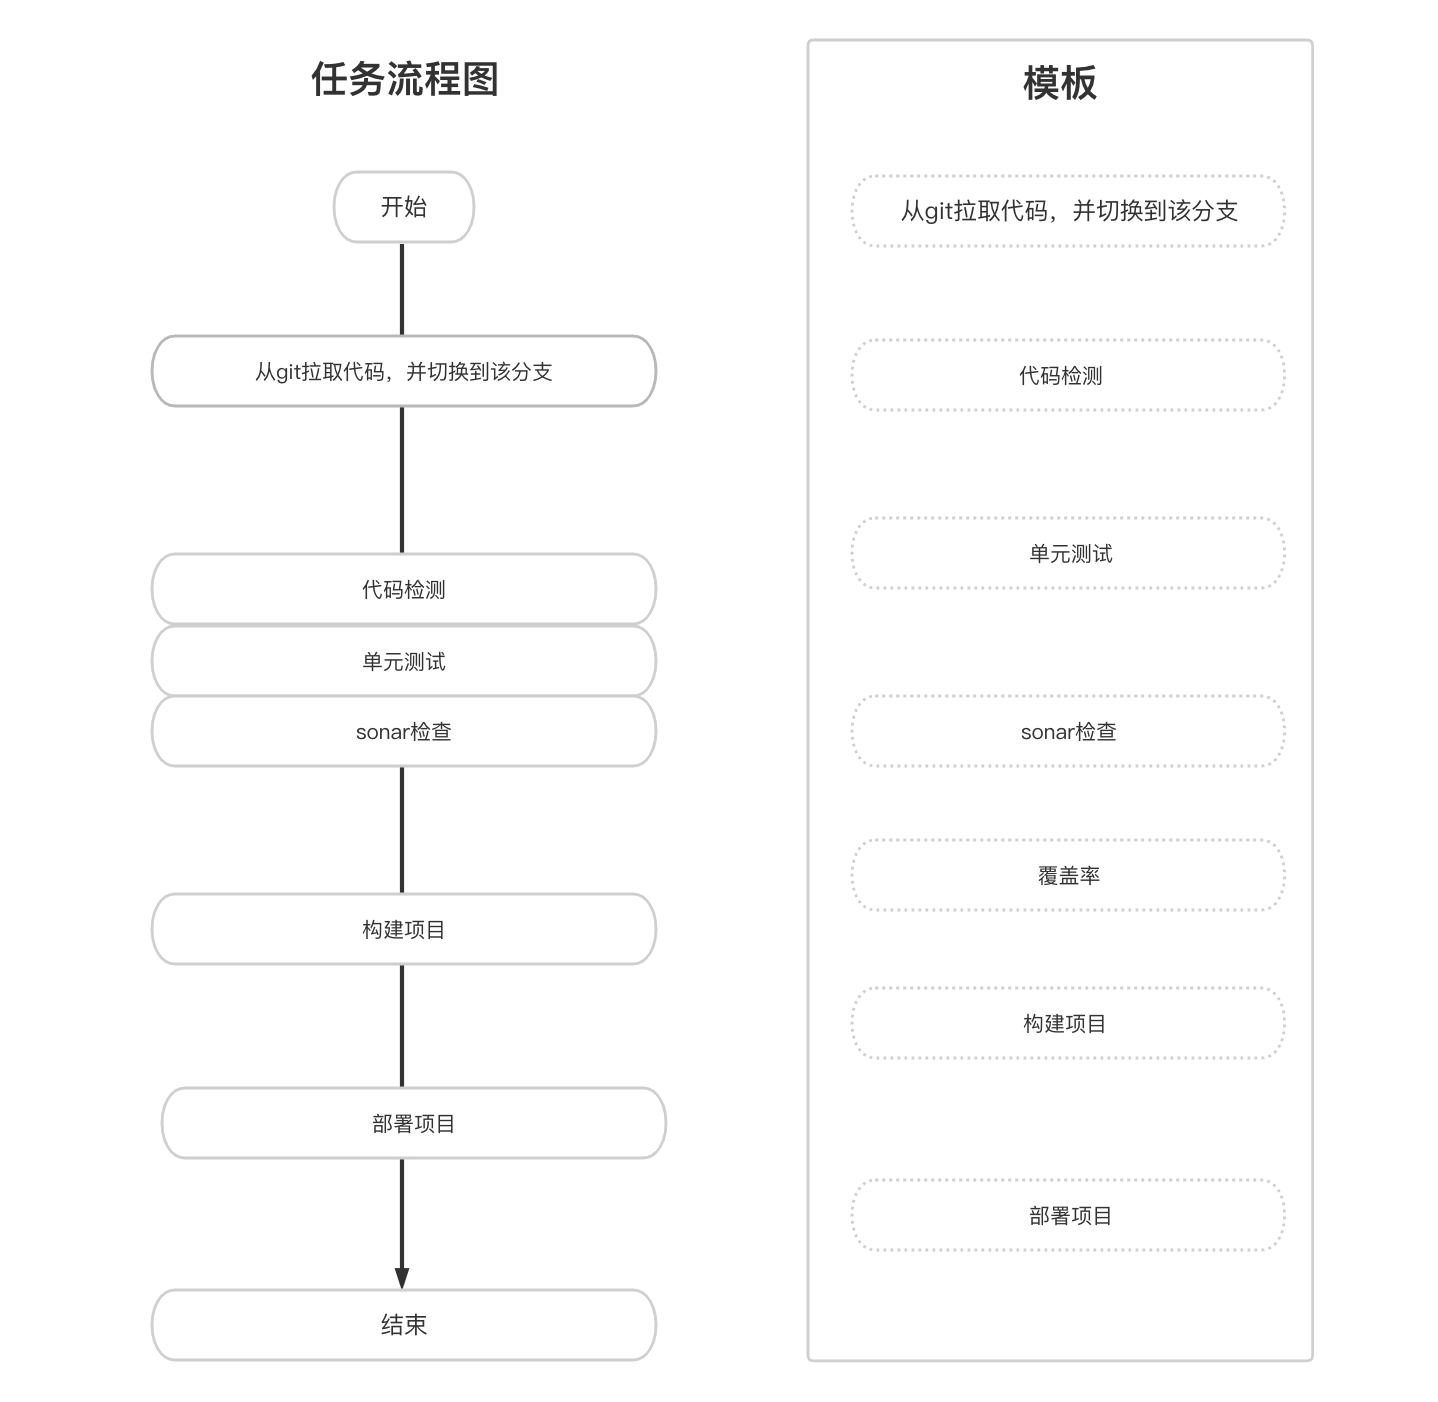 任务流程图
开始
从git拉取代码，并切换到该分支
代码检测
单元测试
sonar检查
构建项目
部署项目
结束
模板
从git拉取代码，并切换到该分支
代码检测
单元测试
sonar检查
覆盖率
构建项目
部署项目